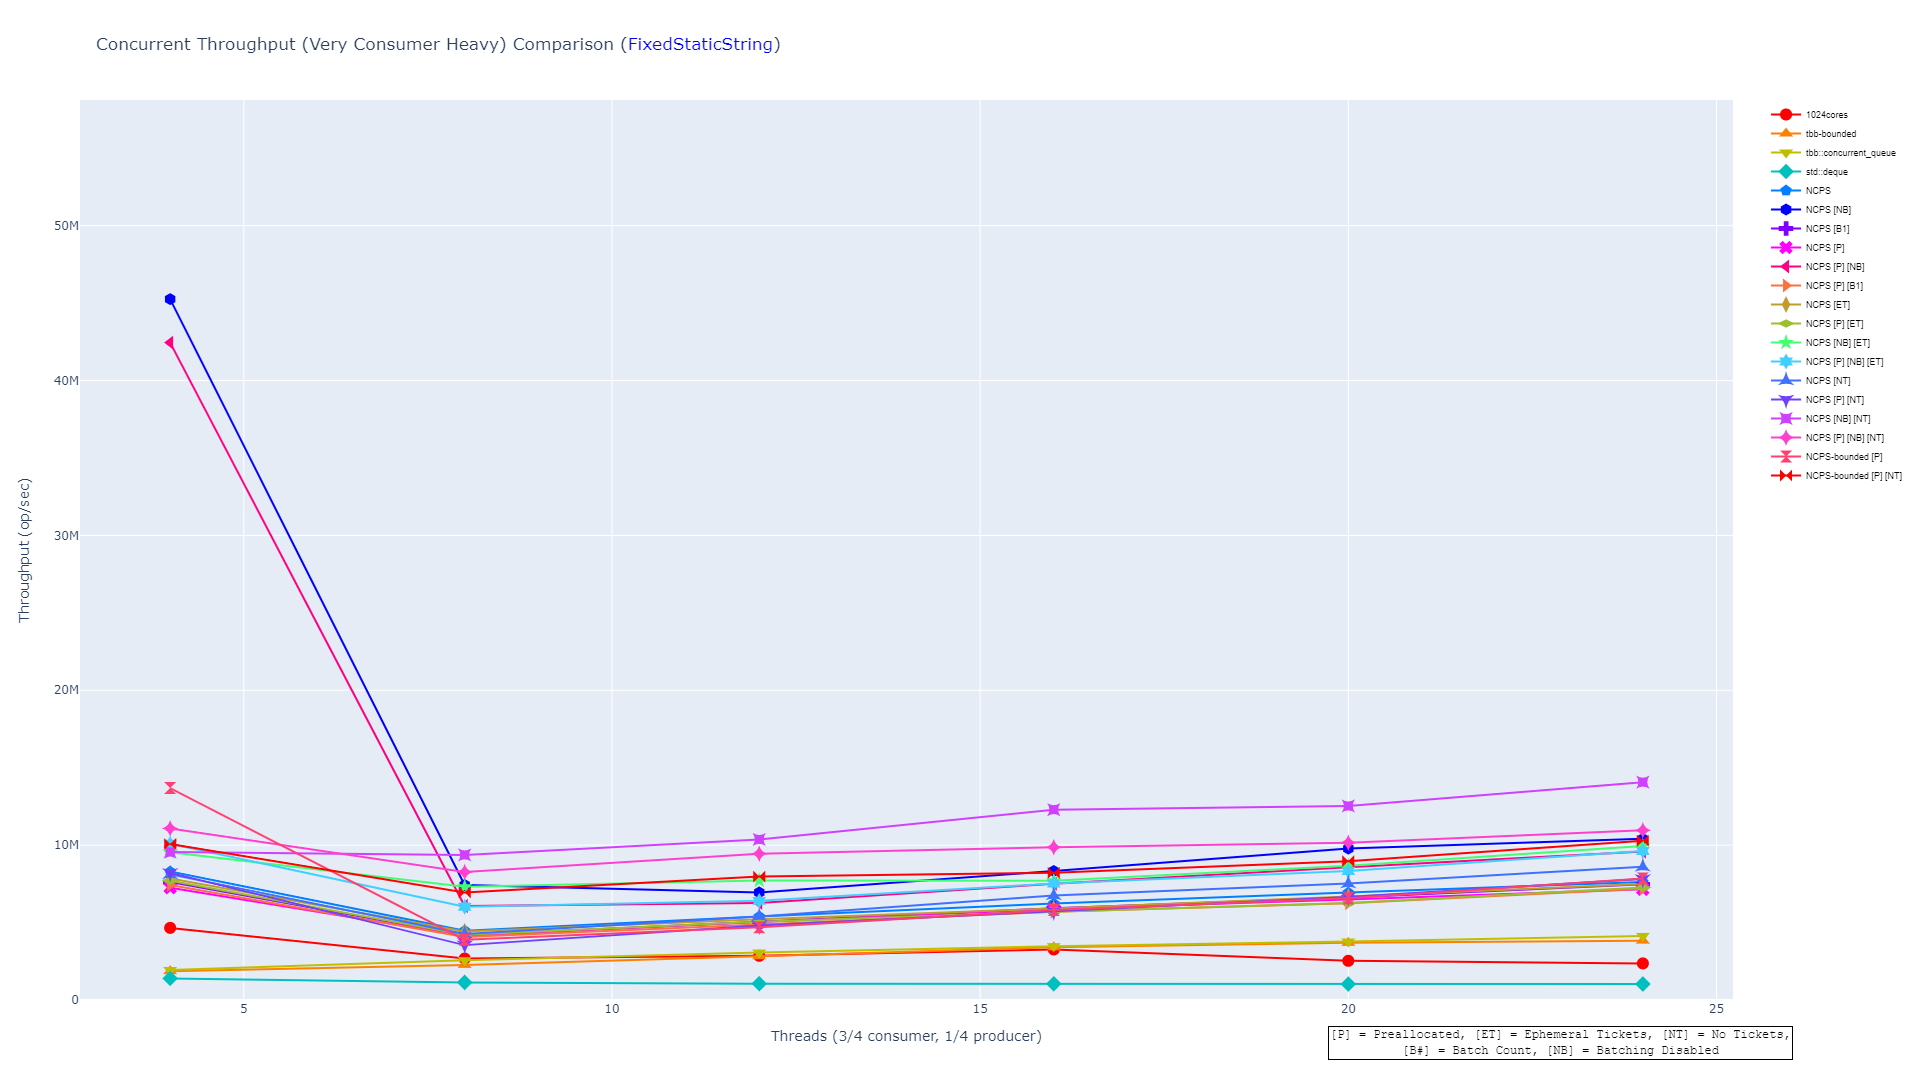 Concurrent Throughput (Very Consumer Heavy) Comparison (FixedStaticString)
Throughput (op/sec)
50M
40M
30M
20M
10M
0
5
10
15
20
25
Threads (3/4 consumer, 1/4 producer)
1024cores
tbb-bounded
tbb::concurrent_queue
std::deque
NCPS
NCPS [NB]
NCPS [B1]
NCPS [P]
NCPS [P] [NB]
NCPS [P] [B1]
NCPS [ET]
NCPS [P] [ET]
NCPS [NB] [ET]
NCPS [P] [NB] [ET]
NCPS [NT]
NCPS [P] [NT]
NCPS [NB] [NT]
NCPS [P] [NB] [NT]
NCPS-bounded [P]
NCPS-bounded [P] [NT]
[P] = Preallocated, [ET] = Ephemeral Tickets, [NT] = No Tickets,
[B#] = Batch Count, [NB] = Batching Disabled